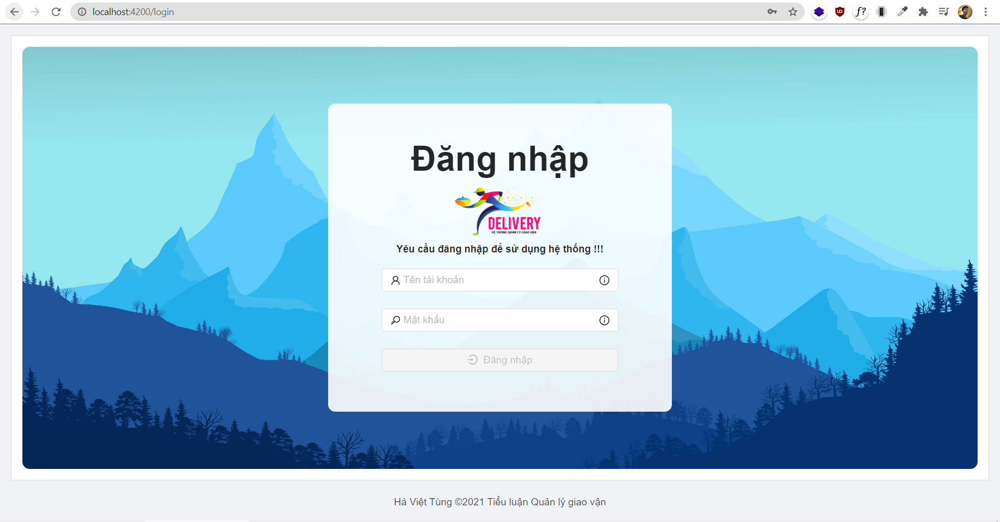 localhost:4200/login
f?
Đăng nhập
DELIVERY
HỆ THỐNG QUẢN LÝ GIAO VẬN
Yêu cầu đăng nhập để sử dụng hệ thống !!!
Tên tài khoản
Mật khẩu
Đăng nhập
Hà Việt Tùng ©2021 Tiểu luận Quản lý giao vận